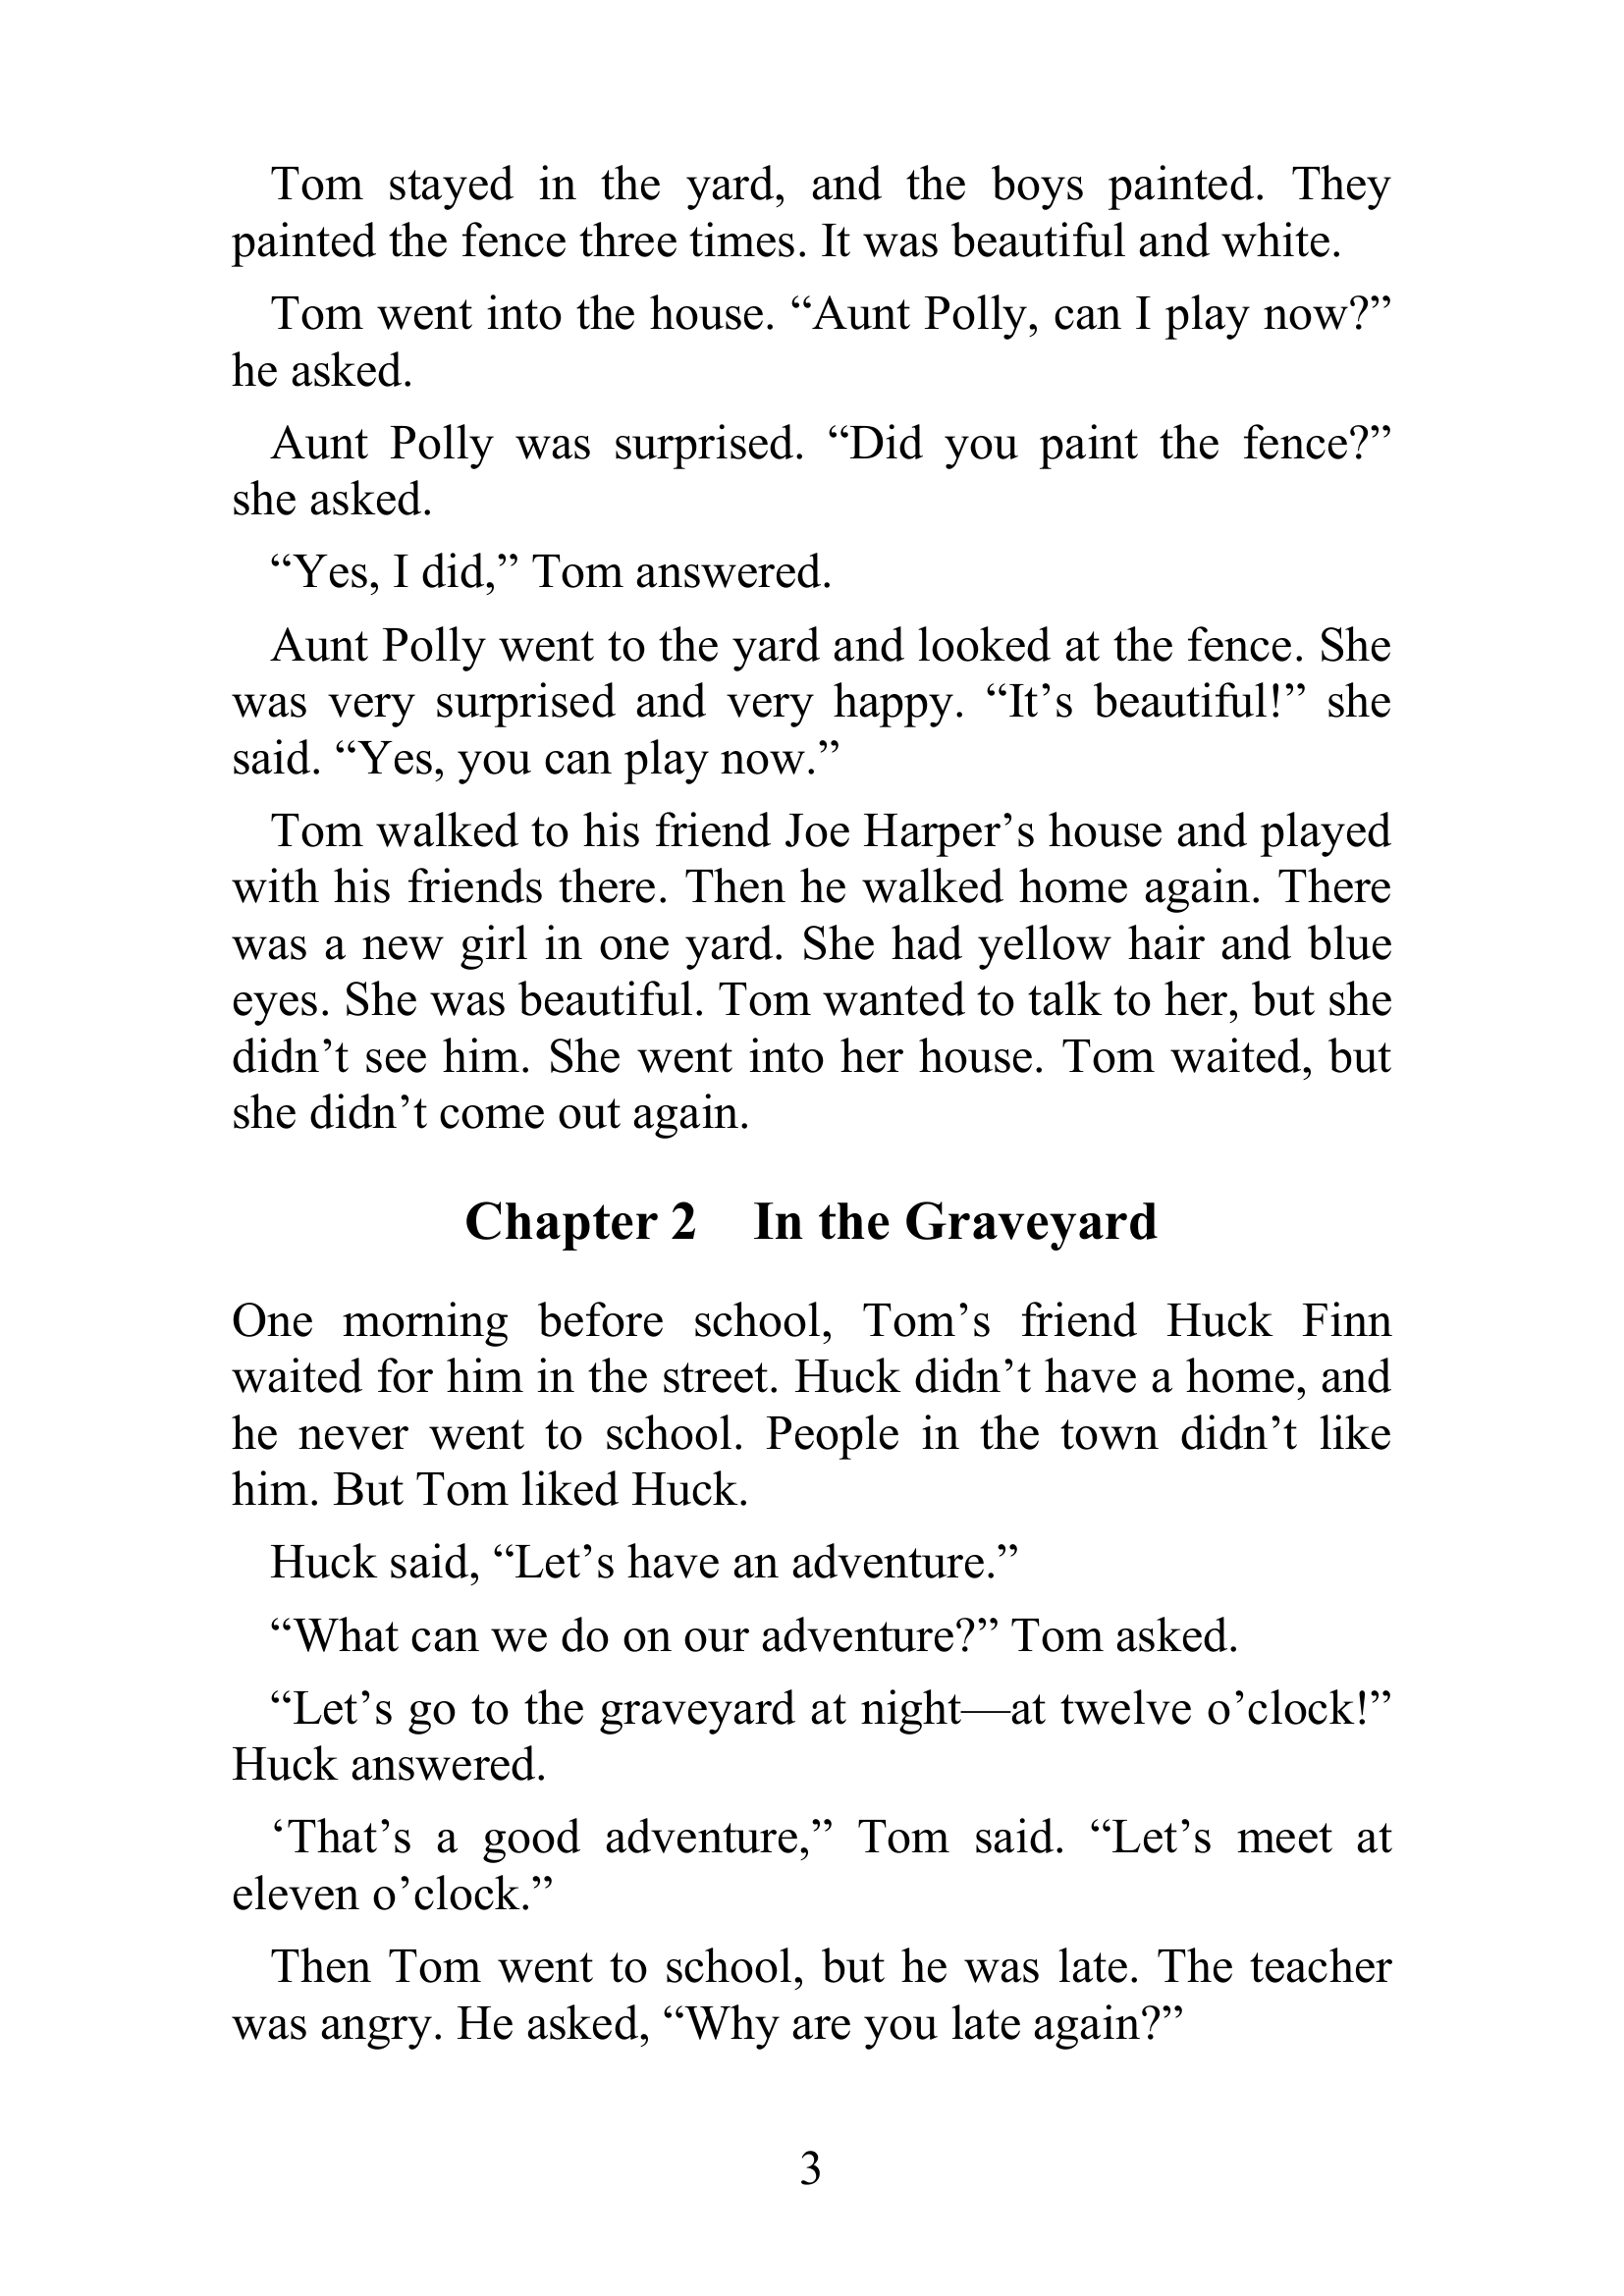 Tom stayed in the yard, and the boys painted. They
painted the fence three times. It was beautiful and white.
Tom went into the house. “Aunt Polly, can I play now?”
he asked.
Aunt Polly was surprised. “Did you paint the fence?”
she asked.
“Yes, I did,” Tom answered.
Aunt Polly went to the yard and looked at the fence. She
was very surprised and very happy. “It’s beautiful!” she
said. “Yes, you can play now.”
Tom walked to his friend Joe Harper’s house and played
with his friends there. Then he walked home again. There
was a new girl in one yard. She had yellow hair and blue
eyes. She was beautiful. Tom wanted to talk to her, but she
didn’t see him. She went into her house. Tom waited, but
she didn’t come out again.
Chapter 2 In the Graveyard
One morning before school, Tom’s friend Huck Finn
waited for him in the street. Huck didn’t have a home, and
he never went to school. People in the town didn’t like
him. But Tom liked Huck.
Huck said, “Let’s have an adventure.”
“What can we do on our adventure?” Tom asked.
“Let’s go to the graveyard at night—at twelve o’clock!”
Huck answered.
‘That’s a good adventure,” Tom said. “Let’s meet at
eleven o’clock.”
Then Tom went to school, but he was late. The teacher
was angry. He asked, “Why are you late again?”
3